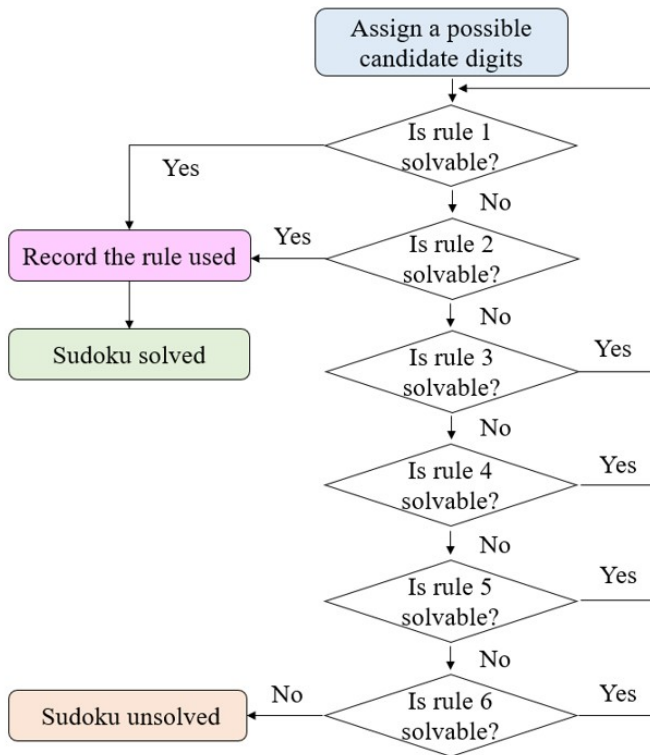 Assign a possible
candidate digits
Is rule 1
solvable?
Yes
No
Record the rule used
Yes
Is rule 2
solvable?
No
Sudoku solved
Is rule 3
solvable?
Yes
No
Is rule 4
solvable?
Yes
No
Is rule 5
solvable?
Yes
No
Sudoku unsolved
No
Is rule 6
solvable?
Yes